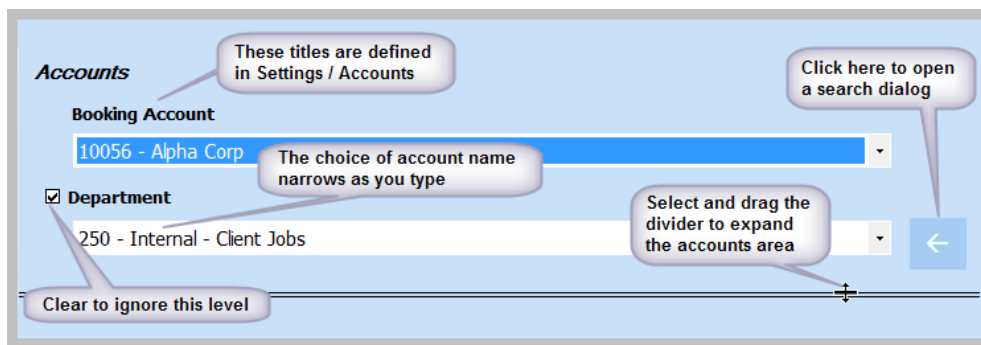 These titles are defined
in Settings / Accounts
Accounts
Click here to open
a search dialog
Booking Account
10056 - Alpha Corp
The choice of account name
narrows as you type
Department
Select and drag the
divider to expand
the accounts area
250 - Internal - Client Jobs
Clear to ignore this level